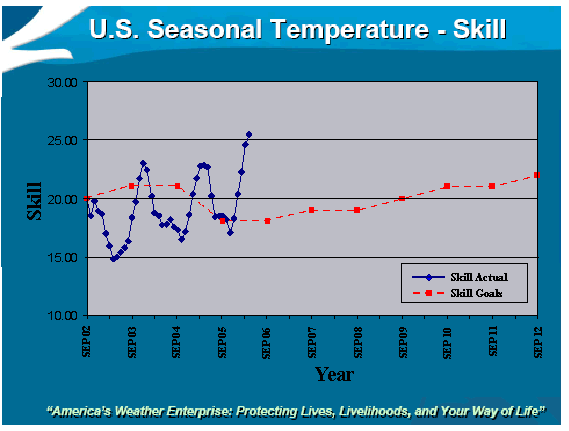 U.S. Seasonal Temperature - Skill
30.00
25.00
20.00
15.00
10.00
Skill
Skill Actual
Skill Goals
SEP 02
SEP 03
SEP 04
SEP 05
SEP 06
SEP 07
SEP 08
SEP 09
SEP 10
SEP 11
SEP 12
Year
“America’s Weather Enterprise: Protecting Lives, Livelihoods, and Your Way of Life”